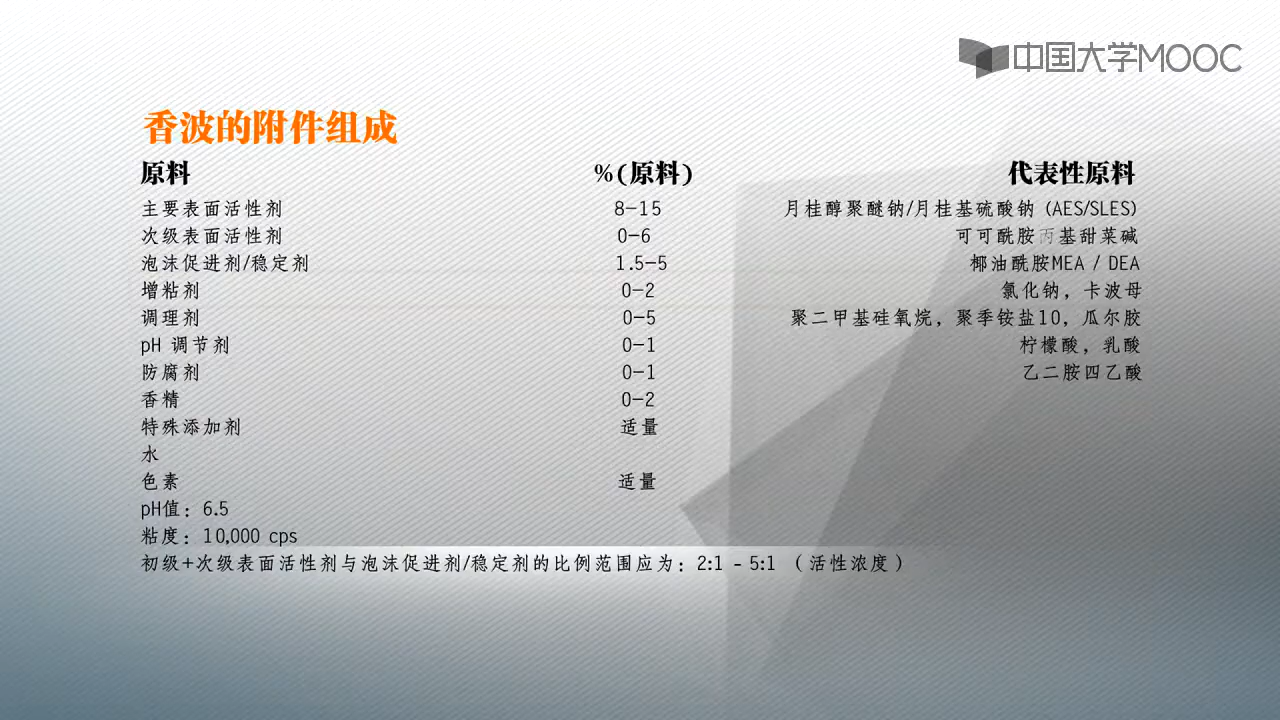 中国大学MOOC
香波的附件组成
原料 %(原料) 代表性原料
主要表面活性剂 8-15 月桂醇聚醚钠/月桂基硫酸钠 (AES/SLES)
次级表面活性剂 0-6 可可酰胺丙基甜菜碱
泡沫促进剂/稳定剂 1.5-5 椰油酰胺MEA / DEA
增粘剂 0-2 氯化钠，卡波母
调理剂 0-5 聚二甲基硅氧烷，聚季铵盐10，瓜尔胶
pH 调节剂 0-1 柠檬酸，乳酸
防腐剂 0-1 乙二胺四乙酸
香精 0-2
特殊添加剂 适量
水
色素 适量
pH值：6.5
粘度：10,000 cps
初级+次级表面活性剂与泡沫促进剂/稳定剂的比例范围应为：2:1 - 5:1 （活性浓度）